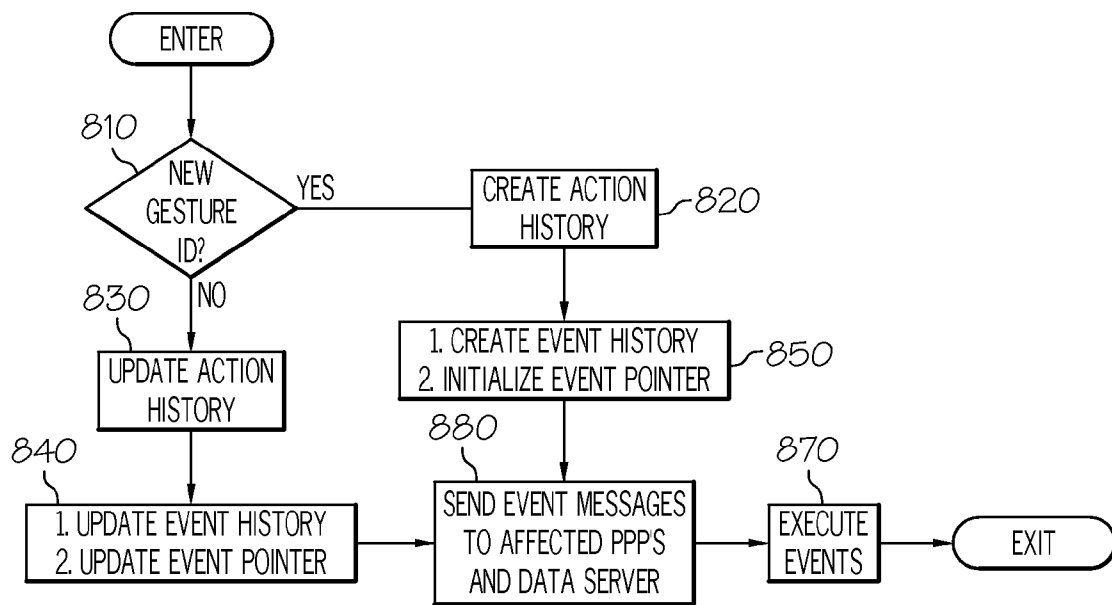 ENTER
810
NEW
GESTURE
ID?
YES
CREATE ACTION
HISTORY
820
NO
830
UPDATE ACTION
HISTORY
1. CREATE EVENT HISTORY
2. INITIALIZE EVENT POINTER
850
840
1. UPDATE EVENT HISTORY
2. UPDATE EVENT POINTER
880
SEND EVENT MESSAGES
TO AFFECTED PPP'S
AND DATA SERVER
870
EXECUTE
EVENTS
EXIT